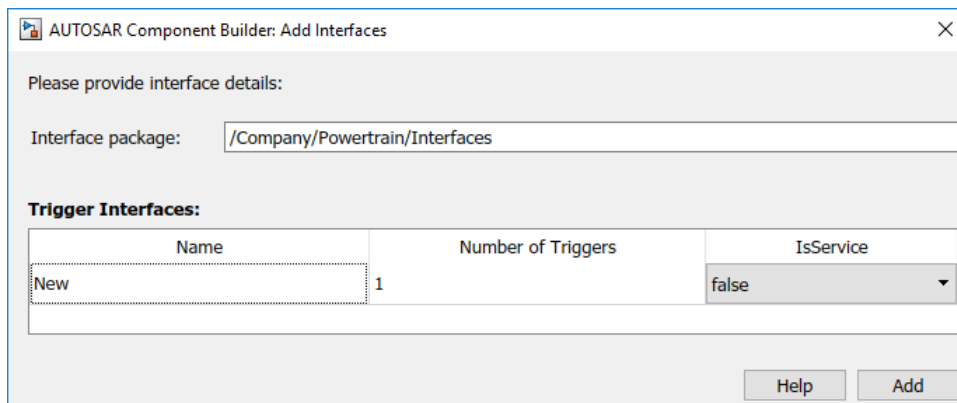 AUTOSAR Component Builder: Add Interfaces
Please provide interface details:
Interface package: /Company/Powertrain/Interfaces
Trigger Interfaces:
Name Number of Triggers IsService
New 1 false
Help Add